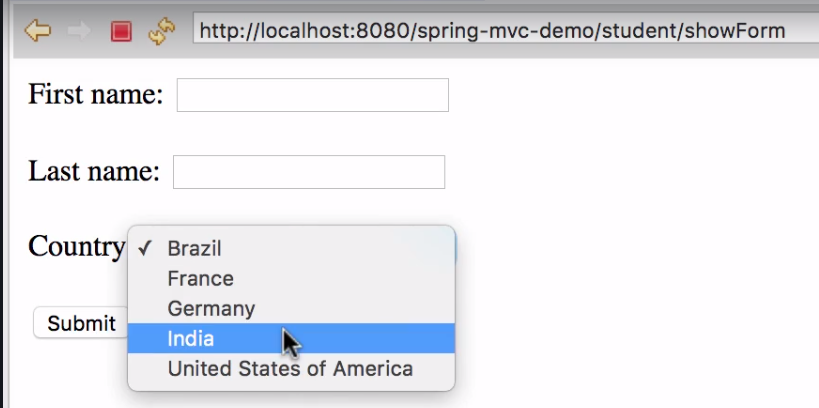 http://localhost:8080/spring-mvc-demo/student/showForm
First name:
Last name:
Country
✓ Brazil
France
Germany
India
United States of America
Submit